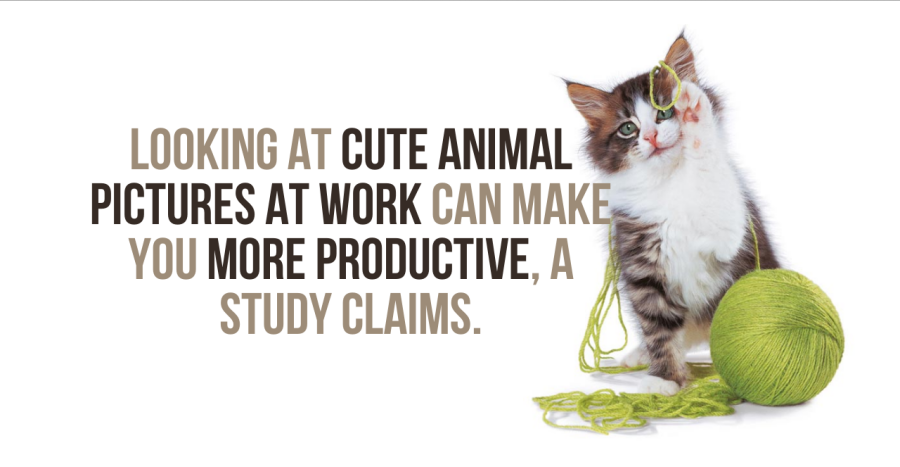 LOOKING AT CUTE ANIMAL
PICTURES AT WORK CAN MAKE
YOU MORE PRODUCTIVE, A
STUDY CLAIMS.